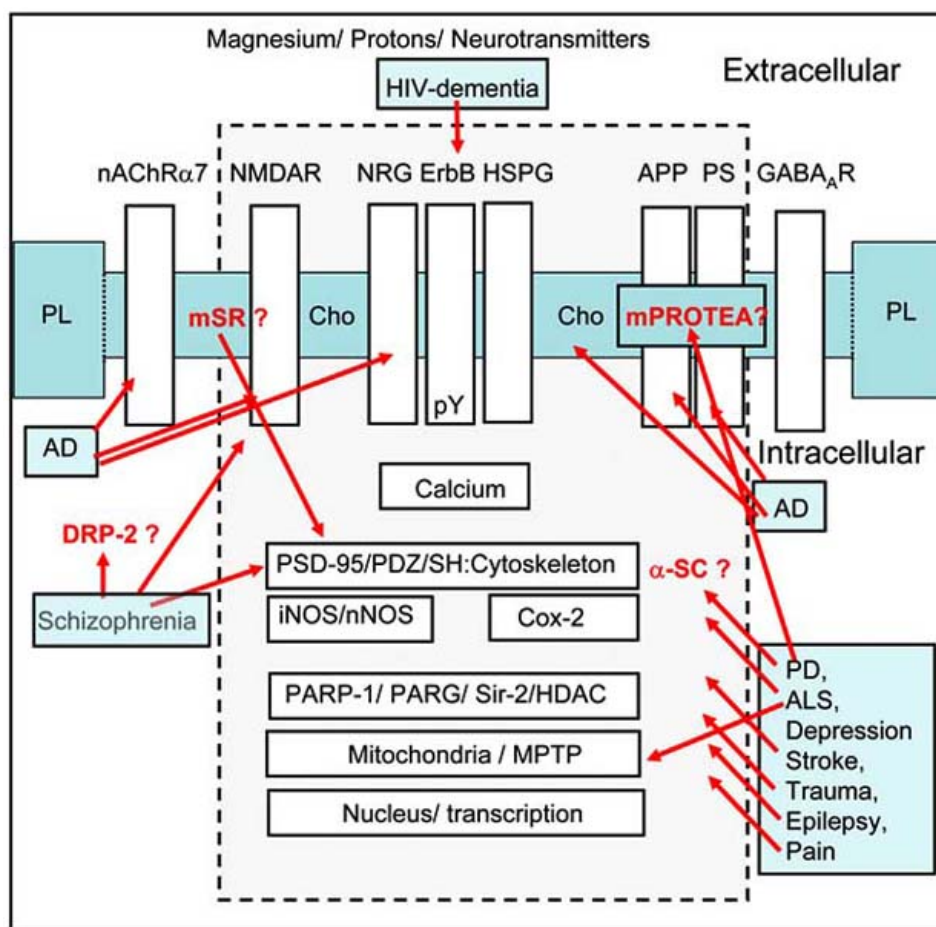 Magnesium/ Protons/ Neurotransmitters
Extracellular
HIV-dementia
nAChRα7 NMDAR NRG ErbB HSPG APP PS GABA_AR
PL mSR ? Cho Cho mPROTEA? PL
pY
AD
Intracellular
Calcium
AD
DRP-2 ?
PSD-95/PDZ/SH:Cytoskeleton
α-SC ?
Schizophrenia
iNOS/nNOS
Cox-2
PARP-1/ PARG/ Sir-2/HDAC
Mitochondria / MPTP
Nucleus/ transcription
PD,
ALS,
Depression
Stroke,
Trauma,
Epilepsy,
Pain